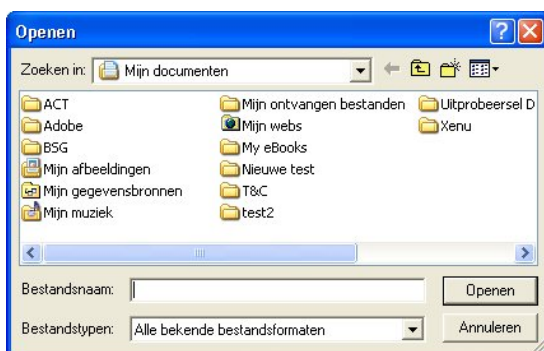 Openen
Zoeken in: Mijn documenten
ACT Mijn ontvangen bestanden Uitprobeersel D
Adobe Mijn webs Xenu
BSG My eBooks
Mijn afbeeldingen Nieuwe test
Mijn gegevensbronnen T&C
Mijn muziek test2
Bestandsnaam: Openen
Bestandstypen: Alle bekende bestandsformaten Annuleren